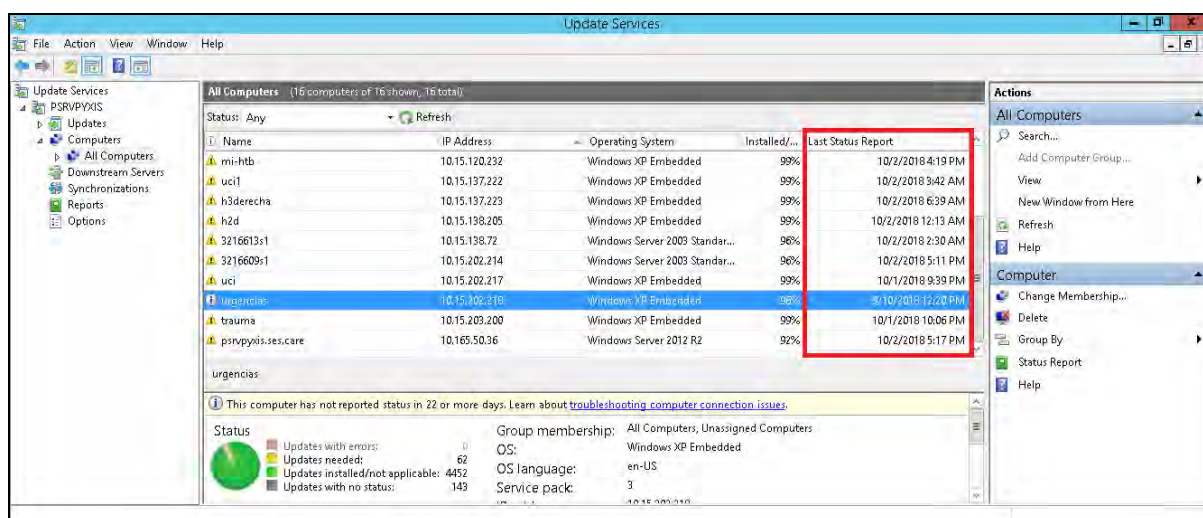 Update Services
File Action View Window Help
Update Services
PSRVPYXIS
Updates
Computers
All Computers
Downstream Servers
Synchronizations
Reports
Options
All Computers (16 computers of 16 shown, 16 total)
Status: Any Refresh
Name IP Address Operating System Installed/... Last Status Report
mi-htb 10.15.120.232 Windows XP Embedded 99% 10/2/2018 4:19 PM
uci1 10.15.137.222 Windows XP Embedded 99% 10/2/2018 3:42 AM
h3derecha 10.15.137.223 Windows XP Embedded 99% 10/2/2018 6:39 AM
h2d 10.15.138.205 Windows XP Embedded 99% 10/2/2018 12:13 AM
3216613s1 10.15.138.72 Windows Server 2003 Standar... 96% 10/2/2018 2:30 AM
3216609s1 10.15.202.214 Windows Server 2003 Standar... 96% 10/2/2018 5:11 PM
uci 10.15.202.217 Windows XP Embedded 99% 10/1/2018 9:39 PM
urgencias 10.15.202.218 Windows XP Embedded 96% 9/10/2018 12:20 PM
trauma 10.15.203.200 Windows XP Embedded 99% 10/1/2018 10:06 PM
psrvpyxis.ses.care 10.165.50.36 Windows Server 2012 R2 92% 10/2/2018 5:17 PM
urgencias
This computer has not reported status in 22 or more days. Learn about troubleshooting computer connection issues.
Status
Updates with errors: 0
Updates needed: 62
Updates installed/not applicable: 4452
Updates with no status: 143
Group membership: All Computers, Unassigned Computers
OS: Windows XP Embedded
OS language: en-US
Service pack: 3
Actions
All Computers
Search...
Add Computer Group...
View
New Window from Here
Refresh
Help
Computer
Change Membership...
Delete
Group By
Status Report
Help